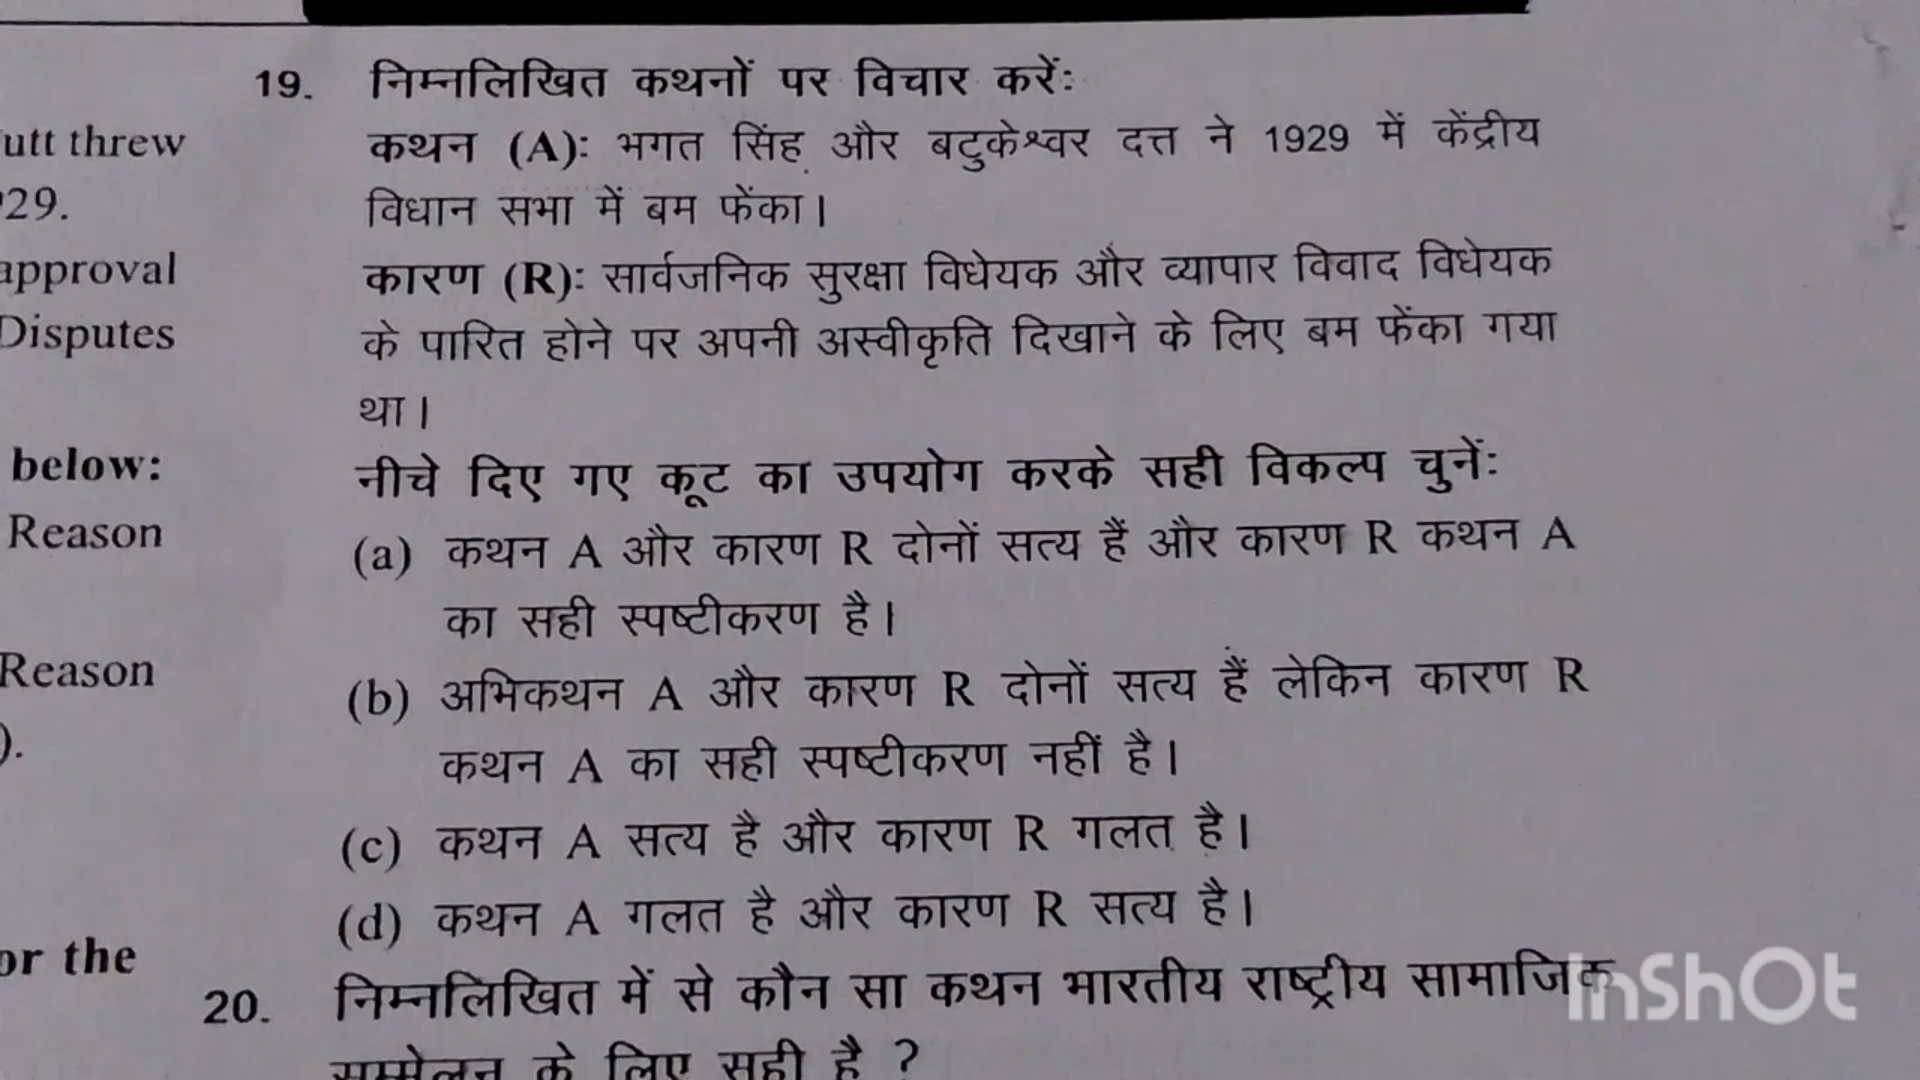 19. निम्नलिखित कथनों पर विचार करें:
utt threw
कथन (A): भगत सिंह और बटुकेश्वर दत्त ने 1929 में केंद्रीय
29.
विधान सभा में बम फेंका।
approval
कारण (R): सार्वजनिक सुरक्षा विधेयक और व्यापार विवाद विधेयक
Disputes
के पारित होने पर अपनी अस्वीकृति दिखाने के लिए बम फेंका गया
था।
below:
नीचे दिए गए कूट का उपयोग करके सही विकल्प चुनें:
Reason
(a) कथन A और कारण R दोनों सत्य हैं और कारण R कथन A
का सही स्पष्टीकरण है।
Reason
(b) अभिकथन A और कारण R दोनों सत्य हैं लेकिन कारण R
).
कथन A का सही स्पष्टीकरण नहीं है।
(c) कथन A सत्य है और कारण R गलत है।
(d) कथन A गलत है और कारण R सत्य है।
or the
20. निम्नलिखित में से कौन सा कथन भारतीय राष्ट्रीय सामाजिक
सम्मेलन के लिए सही है ?
InShOt